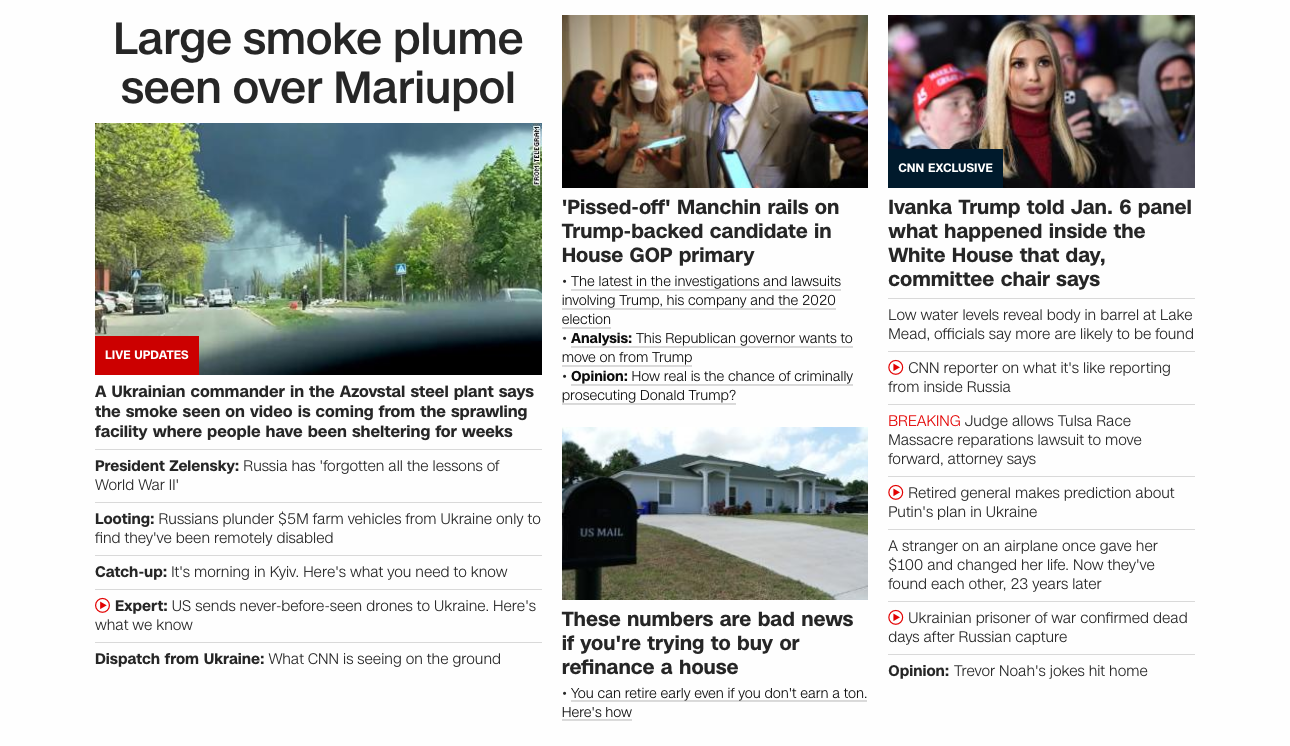 Large smoke plume
seen over Mariupol
FROM TELEGRAM
LIVE UPDATES
A Ukrainian commander in the Azovstal steel plant says
the smoke seen on video is coming from the sprawling
facility where people have been sheltering for weeks
President Zelensky: Russia has 'forgotten all the lessons of
World War II'
Looting: Russians plunder $5M farm vehicles from Ukraine only to
find they've been remotely disabled
Catch-up: It's morning in Kyiv. Here's what you need to know
Expert: US sends never-before-seen drones to Ukraine. Here's
what we know
Dispatch from Ukraine: What CNN is seeing on the ground
'Pissed-off' Manchin rails on
Trump-backed candidate in
House GOP primary
• The latest in the investigations and lawsuits
involving Trump, his company and the 2020
election
• Analysis: This Republican governor wants to
move on from Trump
• Opinion: How real is the chance of criminally
prosecuting Donald Trump?
US MAIL
These numbers are bad news
if you're trying to buy or
refinance a house
• You can retire early even if you don't earn a ton.
Here's how
CNN EXCLUSIVE
Ivanka Trump told Jan. 6 panel
what happened inside the
White House that day,
committee chair says
Low water levels reveal body in barrel at Lake
Mead, officials say more are likely to be found
CNN reporter on what it's like reporting
from inside Russia
BREAKING Judge allows Tulsa Race
Massacre reparations lawsuit to move
forward, attorney says
Retired general makes prediction about
Putin's plan in Ukraine
A stranger on an airplane once gave her
$100 and changed her life. Now they've
found each other, 23 years later
Ukrainian prisoner of war confirmed dead
days after Russian capture
Opinion: Trevor Noah's jokes hit home